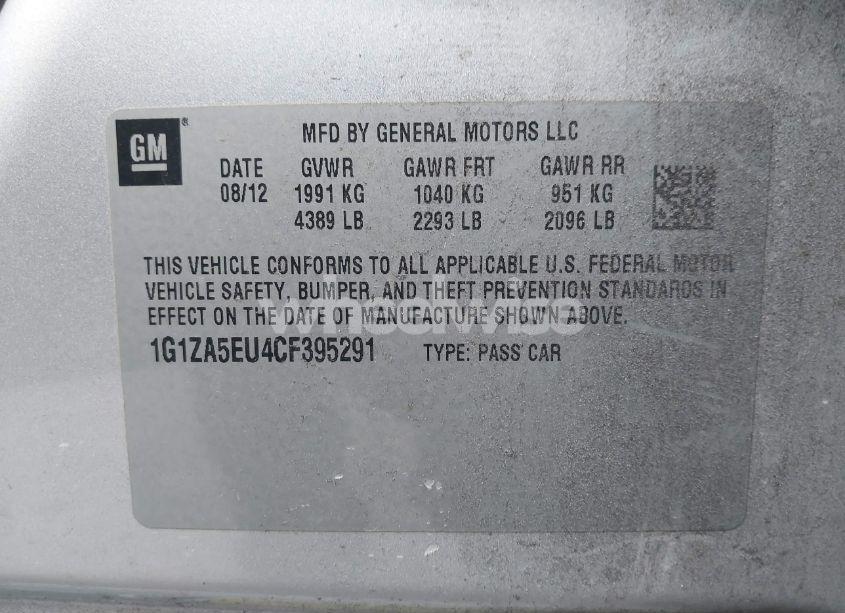 GM® MFD BY GENERAL MOTORS LLC
DATE GVWR GAWR FRT GAWR RR
08/12 1991 KG 1040 KG 951 KG
4389 LB 2293 LB 2096 LB
THIS VEHICLE CONFORMS TO ALL APPLICABLE U.S. FEDERAL MOTOR
VEHICLE SAFETY, BUMPER, AND THEFT PREVENTION STANDARDS IN
EFFECT ON THE DATE OF MANUFACTURE SHOWN ABOVE.
1G1ZA5EU4CF395291 TYPE: PASS CAR